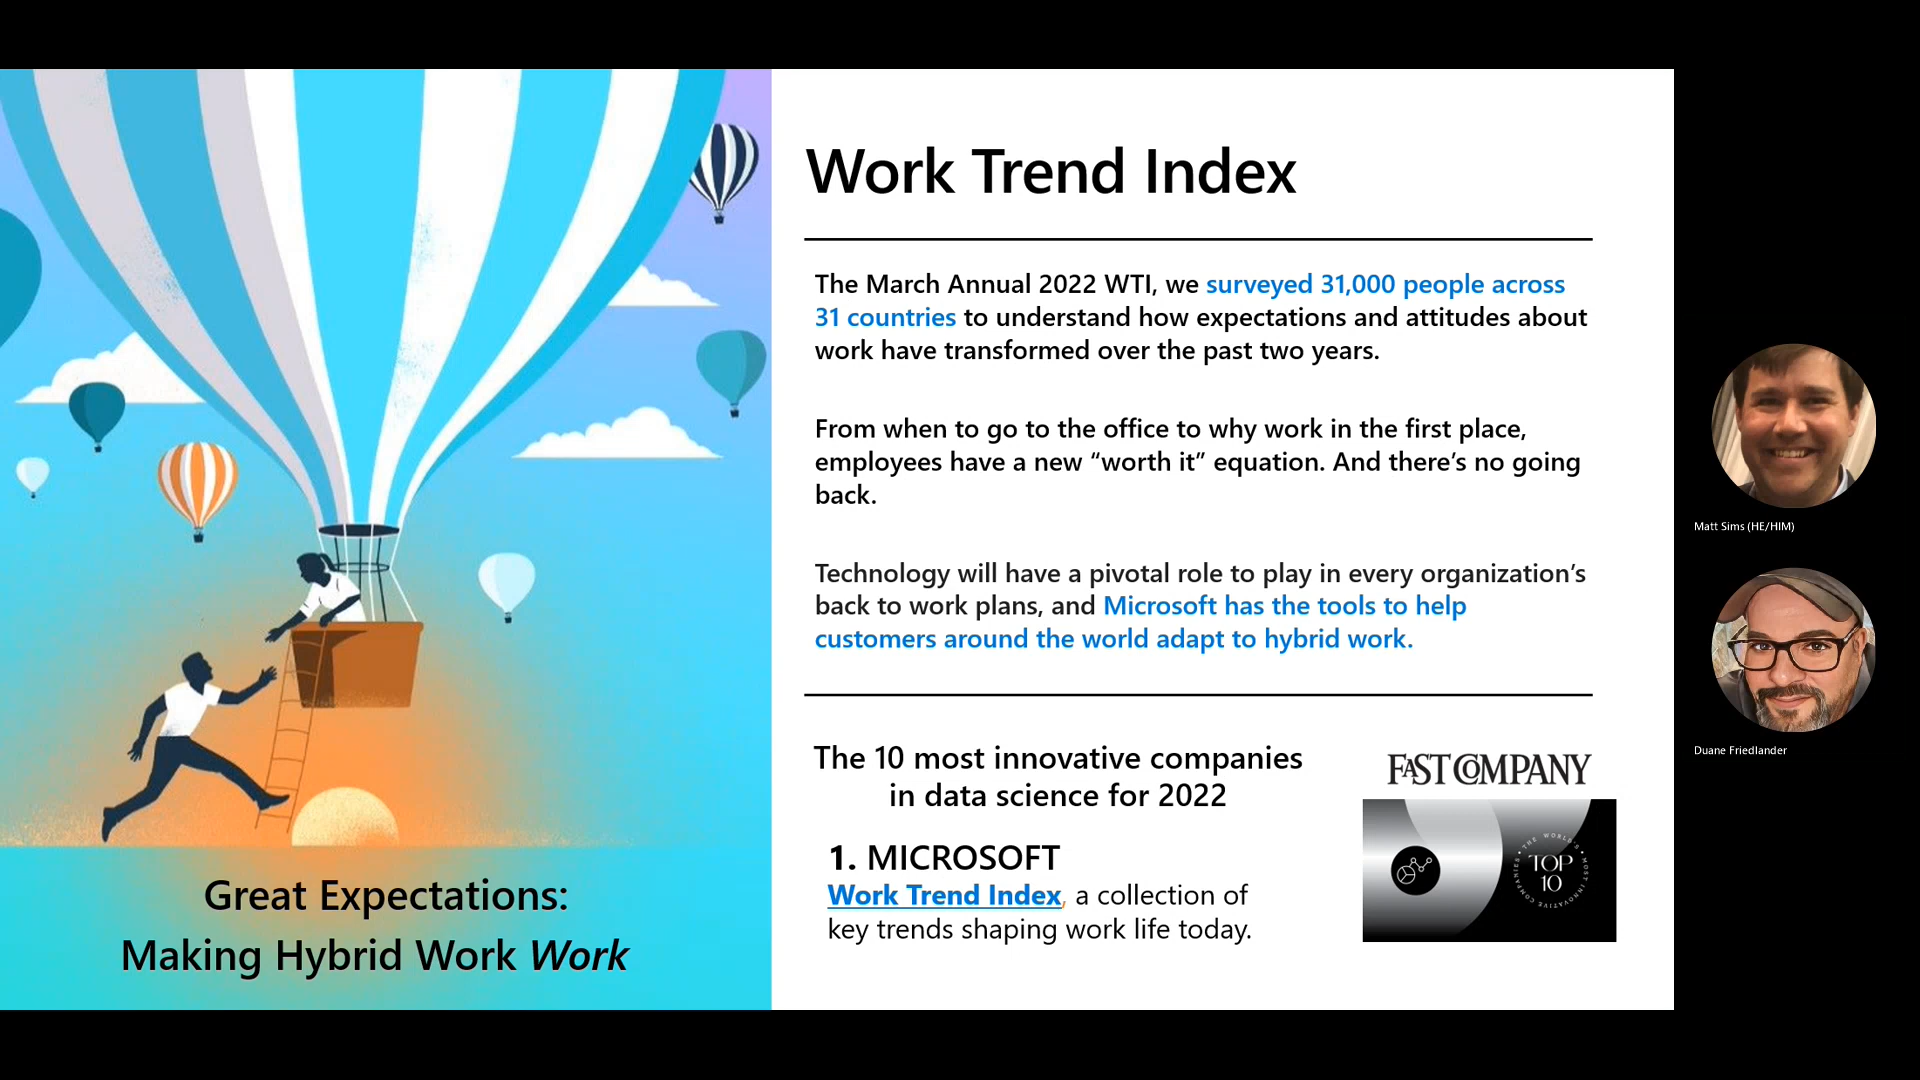 Work Trend Index
The March Annual 2022 WTI, we surveyed 31,000 people across
31 countries to understand how expectations and attitudes about
work have transformed over the past two years.
From when to go to the office to why work in the first place,
employees have a new “worth it” equation. And there’s no going
back.
Technology will have a pivotal role to play in every organization’s
back to work plans, and Microsoft has the tools to help
customers around the world adapt to hybrid work.
The 10 most innovative companies
in data science for 2022
1. MICROSOFT
Work Trend Index, a collection of
key trends shaping work life today.
FAST COMPANY
THE WORLD'S • MOST INNOVATIVE COMPANIES •
TOP
10
Great Expectations:
Making Hybrid Work Work
Matt Sims (HE/HIM)
Duane Friedlander